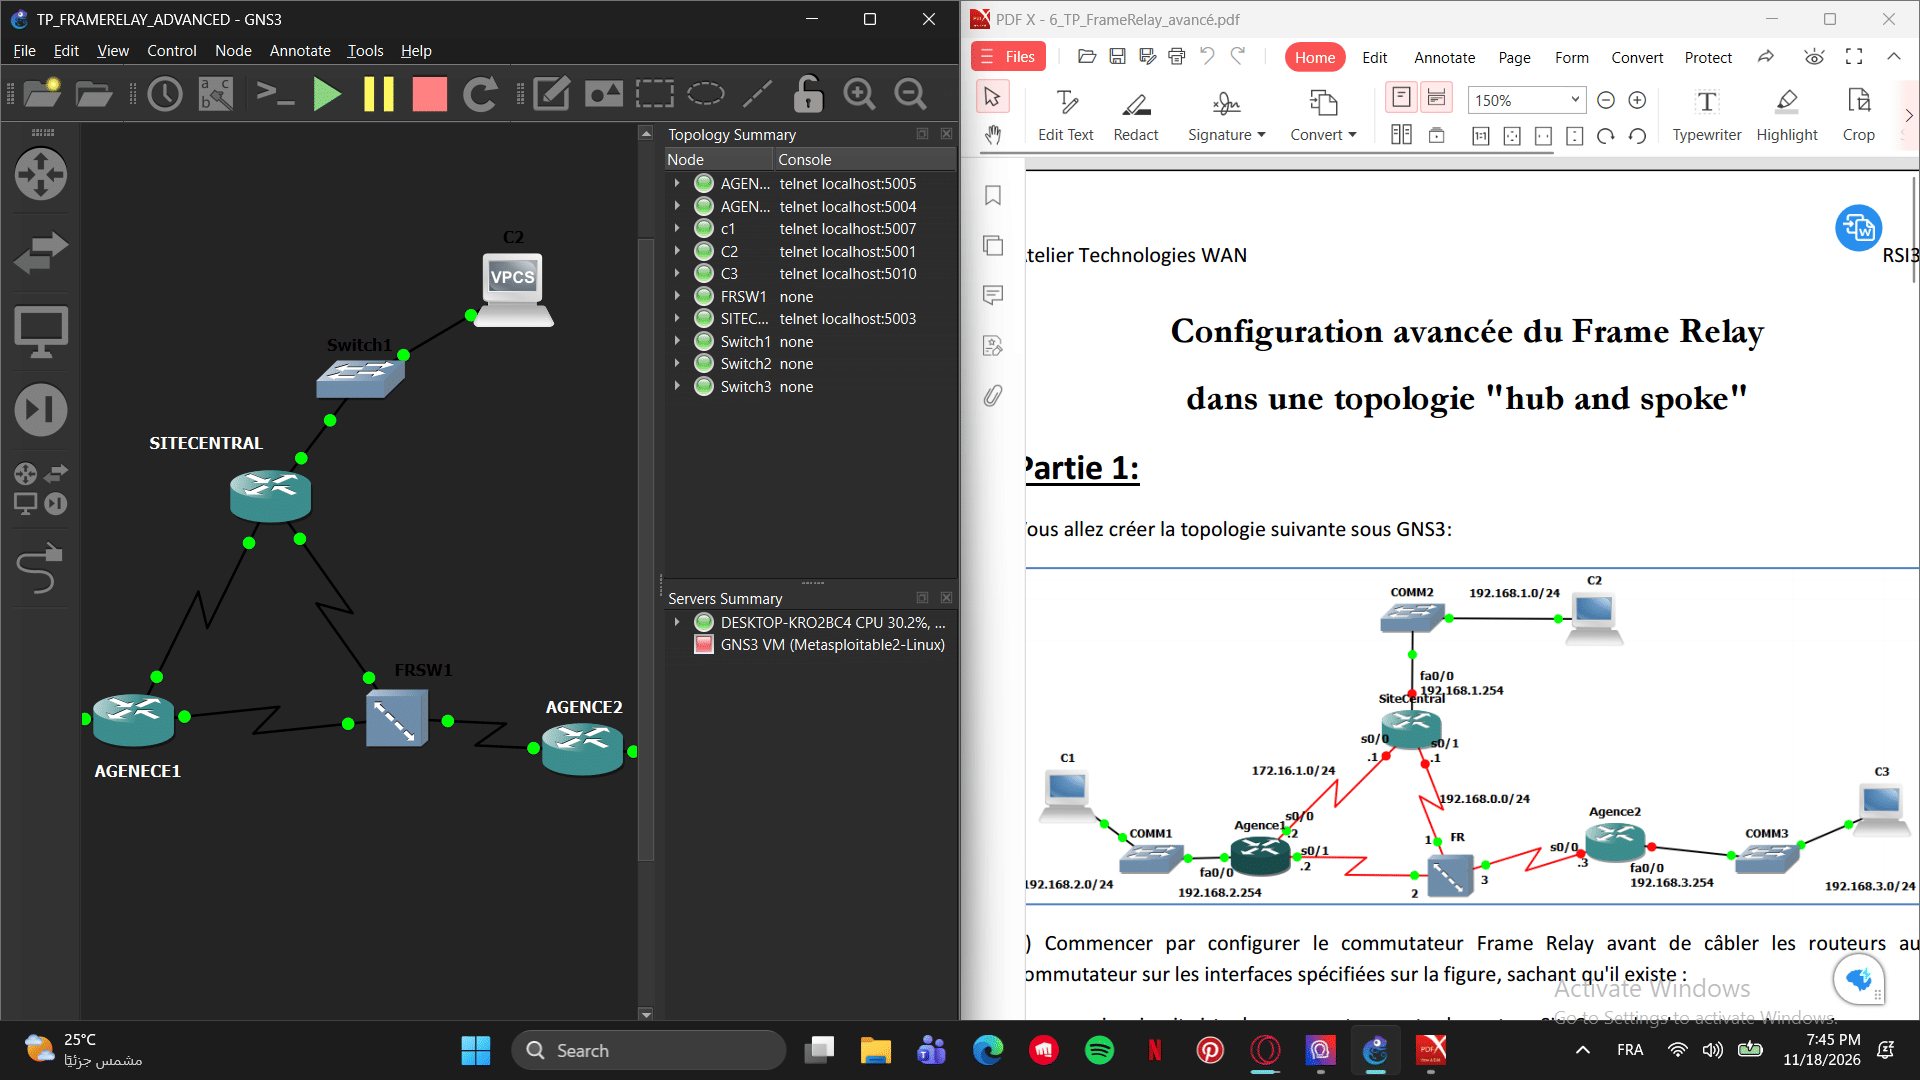 TP_FRAMERELAY_ADVANCED - GNS3
File Edit View Control Node Annotate Tools Help
Topology Summary
Node Console
AGEN... telnet localhost:5005
AGEN... telnet localhost:5004
c1 telnet localhost:5007
C2 telnet localhost:5001
C3 telnet localhost:5010
FRSW1 none
SITEC... telnet localhost:5003
Switch1 none
Switch2 none
Switch3 none
Servers Summary
DESKTOP-KRO2BC4 CPU 30.2%, ...
GNS3 VM (Metasploitable2-Linux)
C2
VPCS
Switch1
SITECENTRAL
FRSW1
AGENCE2
AGENECE1
PDF X - 6_TP_FrameRelay_avancé.pdf
Files
Home Edit Annotate Page Form Convert Protect
150%
Edit Text Redact Signature Convert Typewriter Highlight Crop
telier Technologies WAN RSI3
Configuration avancée du Frame Relay
dans une topologie "hub and spoke"
Partie 1:
ous allez créer la topologie suivante sous GNS3:
C2
COMM2 192.168.1.0/24
fa0/0
192.168.1.254
SiteCentral
s0/0 s0/1
.1 .1
C1
172.16.1.0/24
C3
192.168.0.0/24
Agence1 s0/0
.2
Agence2
COMM1
COMM3
s0/1
.2
1 FR
s0/0
.3
fa0/0
fa0/0
192.168.2.0/24
192.168.2.254
2 3
192.168.3.254
192.168.3.0/24
) Commencer par configurer le commutateur Frame Relay avant de câbler les routeurs au
ommutateur sur les interfaces spécifiées sur la figure, sachant qu'il existe :
Activate Windows
Go to Settings to activate Windows.
25°C
مشمس جزئيًا
Search
FRA
7:45 PM
11/18/2026